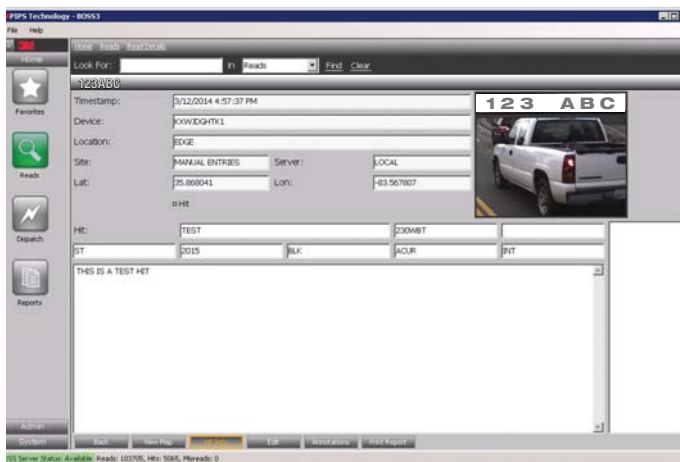 PIPS Technology - BOSS3
File Help
3M
Home Reads Read Details
Home
Look For: in Reads Find Clear
123ABC
Favorites
Timestamp: 3/12/2014 4:57:37 PM
123 ABC
Device: KXWJDGHTK1
Location: EDGE
Reads
Site: MANUAL ENTRIES Server: LOCAL
Lat: 35.868041 Lon: -83.567807
Hit
Dispatch
Hit: TEST 230WBT
ST 2015 BLK ACUR INT
THIS IS A TEST HIT
Reports
Admin
System
Back View Map Edit Annotations Print Report
OSS Server Status: Available Reads: 103705, Hits: 5065, Misreads: 0